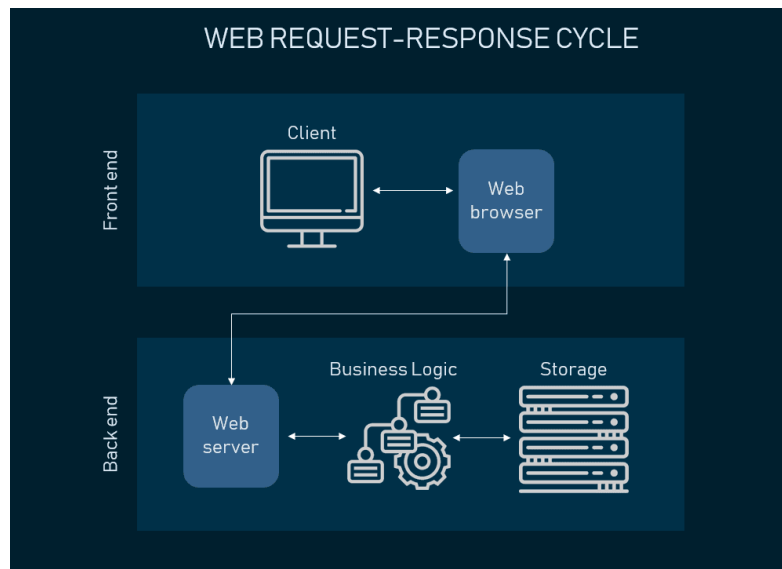 WEB REQUEST-RESPONSE CYCLE
Front end
Client
Web
browser
Back end
Business Logic
Storage
Web
server